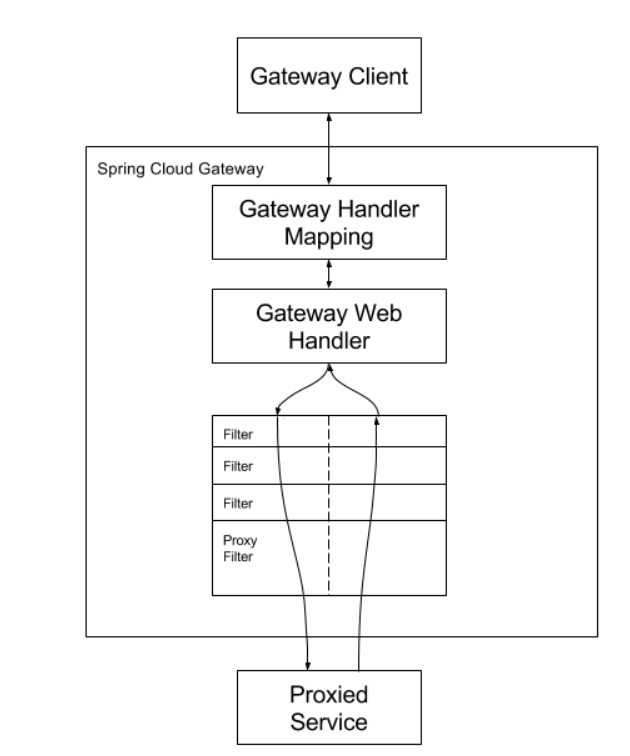 Gateway Client
Spring Cloud Gateway
Gateway Handler
Mapping
Gateway Web
Handler
Filter
Filter
Filter
Proxy
Filter
Proxied
Service